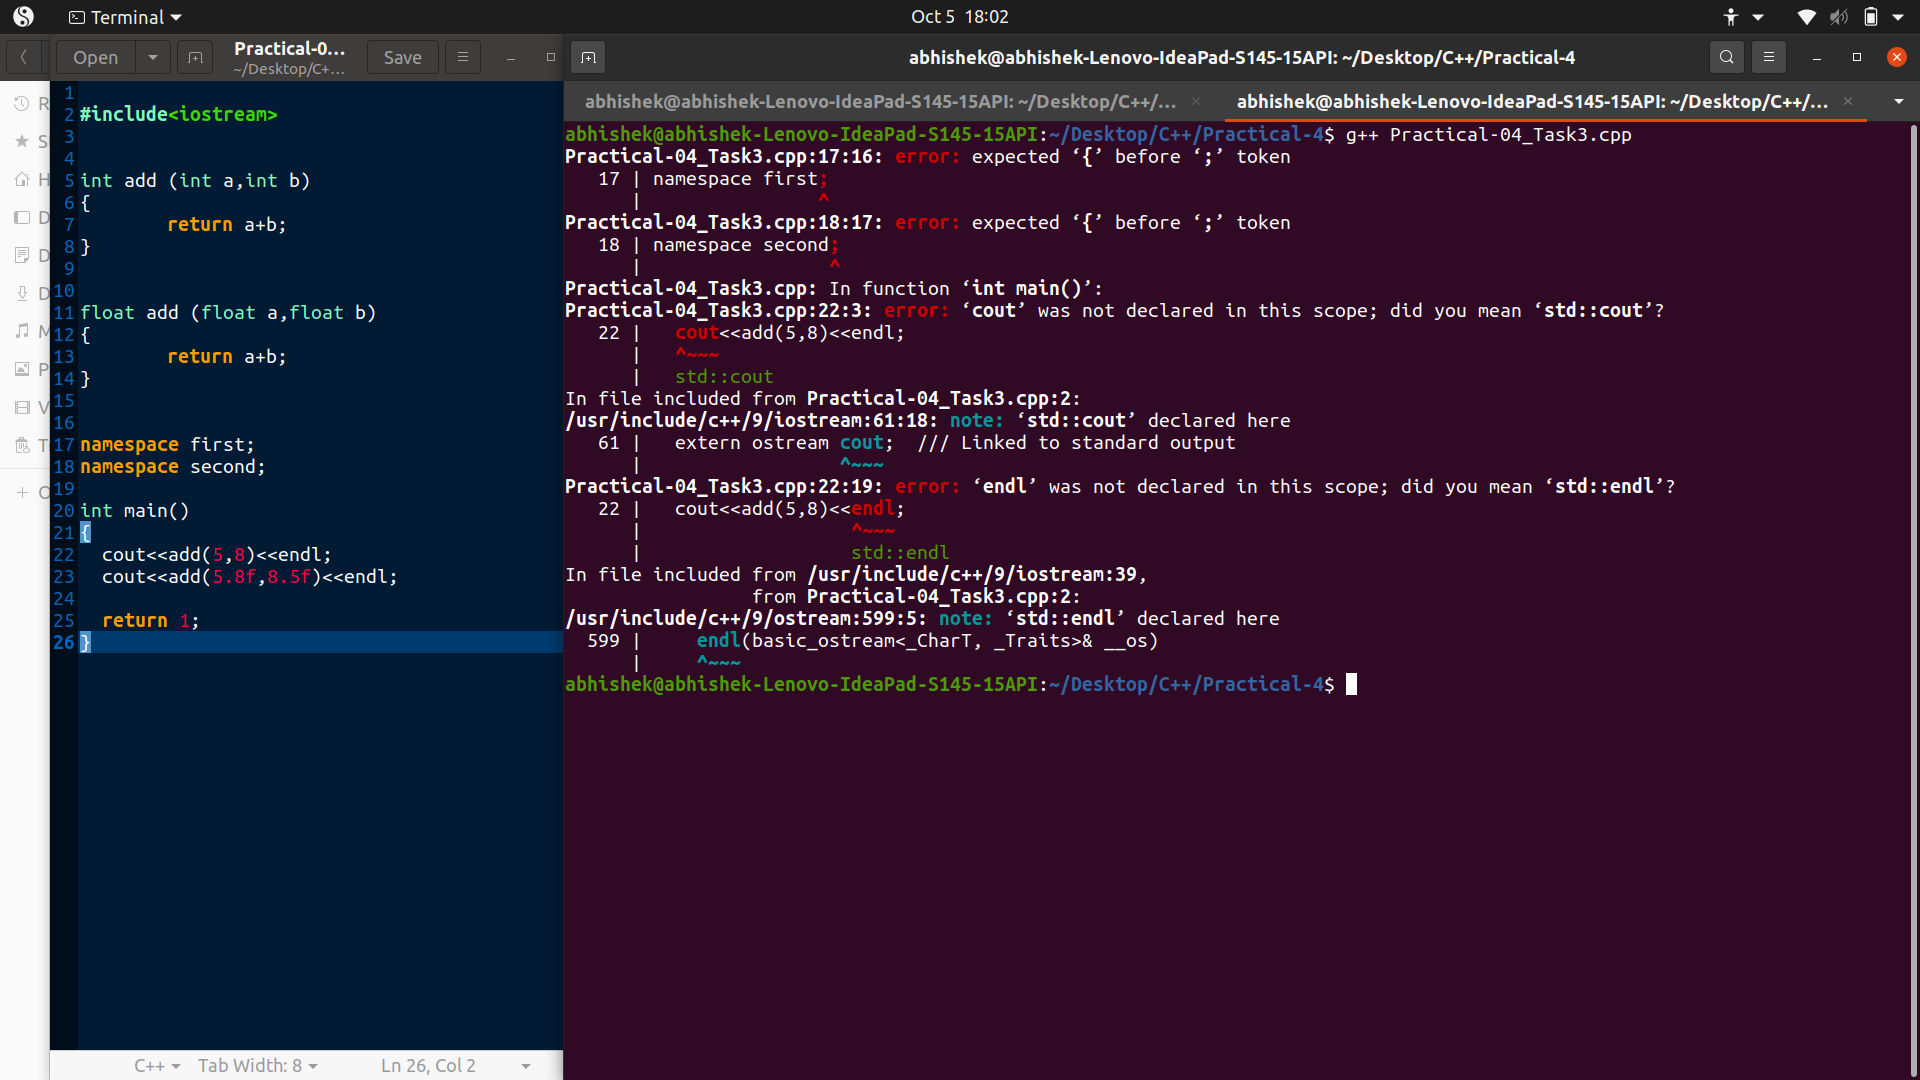 Terminal
Oct 5 18:02
Open
Practical-0...
~/Desktop/C+...
Save
abhishek@abhishek-Lenovo-IdeaPad-S145-15API: ~/Desktop/C++/Practical-4
abhishek@abhishek-Lenovo-IdeaPad-S145-15API: ~/Desktop/C++/...
abhishek@abhishek-Lenovo-IdeaPad-S145-15API: ~/Desktop/C++/...
R
S
H
D
D
D
M
P
V
T
O
1
2 #include<iostream>
3
4
5 int add (int a,int b)
6 {
7 return a+b;
8 }
9
10
11 float add (float a,float b)
12 {
13 return a+b;
14 }
15
16
17 namespace first;
18 namespace second;
19
20 int main()
21 {
22 cout<<add(5,8)<<endl;
23 cout<<add(5.8f,8.5f)<<endl;
24
25 return 1;
26 }
C++
Tab Width: 8
Ln 26, Col 2
abhishek@abhishek-Lenovo-IdeaPad-S145-15API:~/Desktop/C++/Practical-4$ g++ Practical-04_Task3.cpp
Practical-04_Task3.cpp:17:16: error: expected ‘{’ before ‘;’ token
17 | namespace first;
| ^
Practical-04_Task3.cpp:18:17: error: expected ‘{’ before ‘;’ token
18 | namespace second;
| ^
Practical-04_Task3.cpp: In function ‘int main()’:
Practical-04_Task3.cpp:22:3: error: ‘cout’ was not declared in this scope; did you mean ‘std::cout’?
22 | cout<<add(5,8)<<endl;
| ^~~~
| std::cout
In file included from Practical-04_Task3.cpp:2:
/usr/include/c++/9/iostream:61:18: note: ‘std::cout’ declared here
61 | extern ostream cout; /// Linked to standard output
| ^~~~
Practical-04_Task3.cpp:22:19: error: ‘endl’ was not declared in this scope; did you mean ‘std::endl’?
22 | cout<<add(5,8)<<endl;
| ^~~~
| std::endl
In file included from /usr/include/c++/9/iostream:39,
from Practical-04_Task3.cpp:2:
/usr/include/c++/9/ostream:599:5: note: ‘std::endl’ declared here
599 | endl(basic_ostream<_CharT, _Traits>& __os)
| ^~~~
abhishek@abhishek-Lenovo-IdeaPad-S145-15API:~/Desktop/C++/Practical-4$